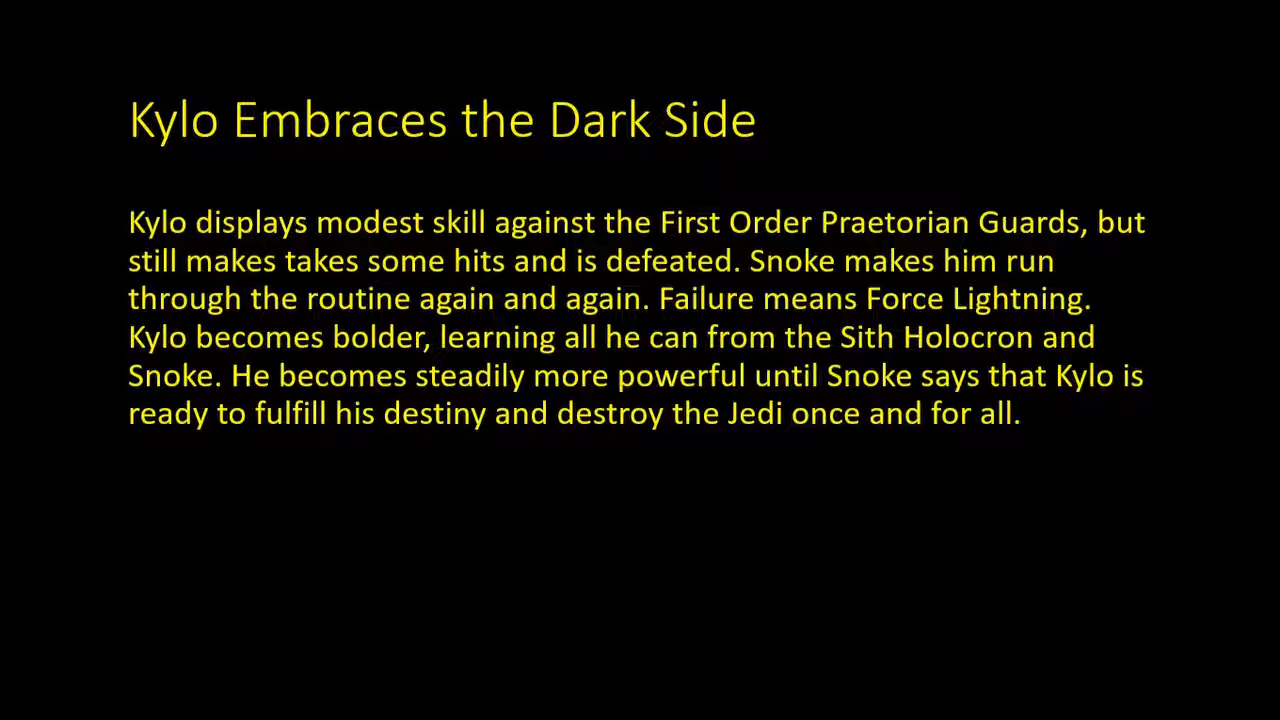 Kylo Embraces the Dark Side
Kylo displays modest skill against the First Order Praetorian Guards, but
still makes takes some hits and is defeated. Snoke makes him run
through the routine again and again. Failure means Force Lightning.
Kylo becomes bolder, learning all he can from the Sith Holocron and
Snoke. He becomes steadily more powerful until Snoke says that Kylo is
ready to fulfill his destiny and destroy the Jedi once and for all.